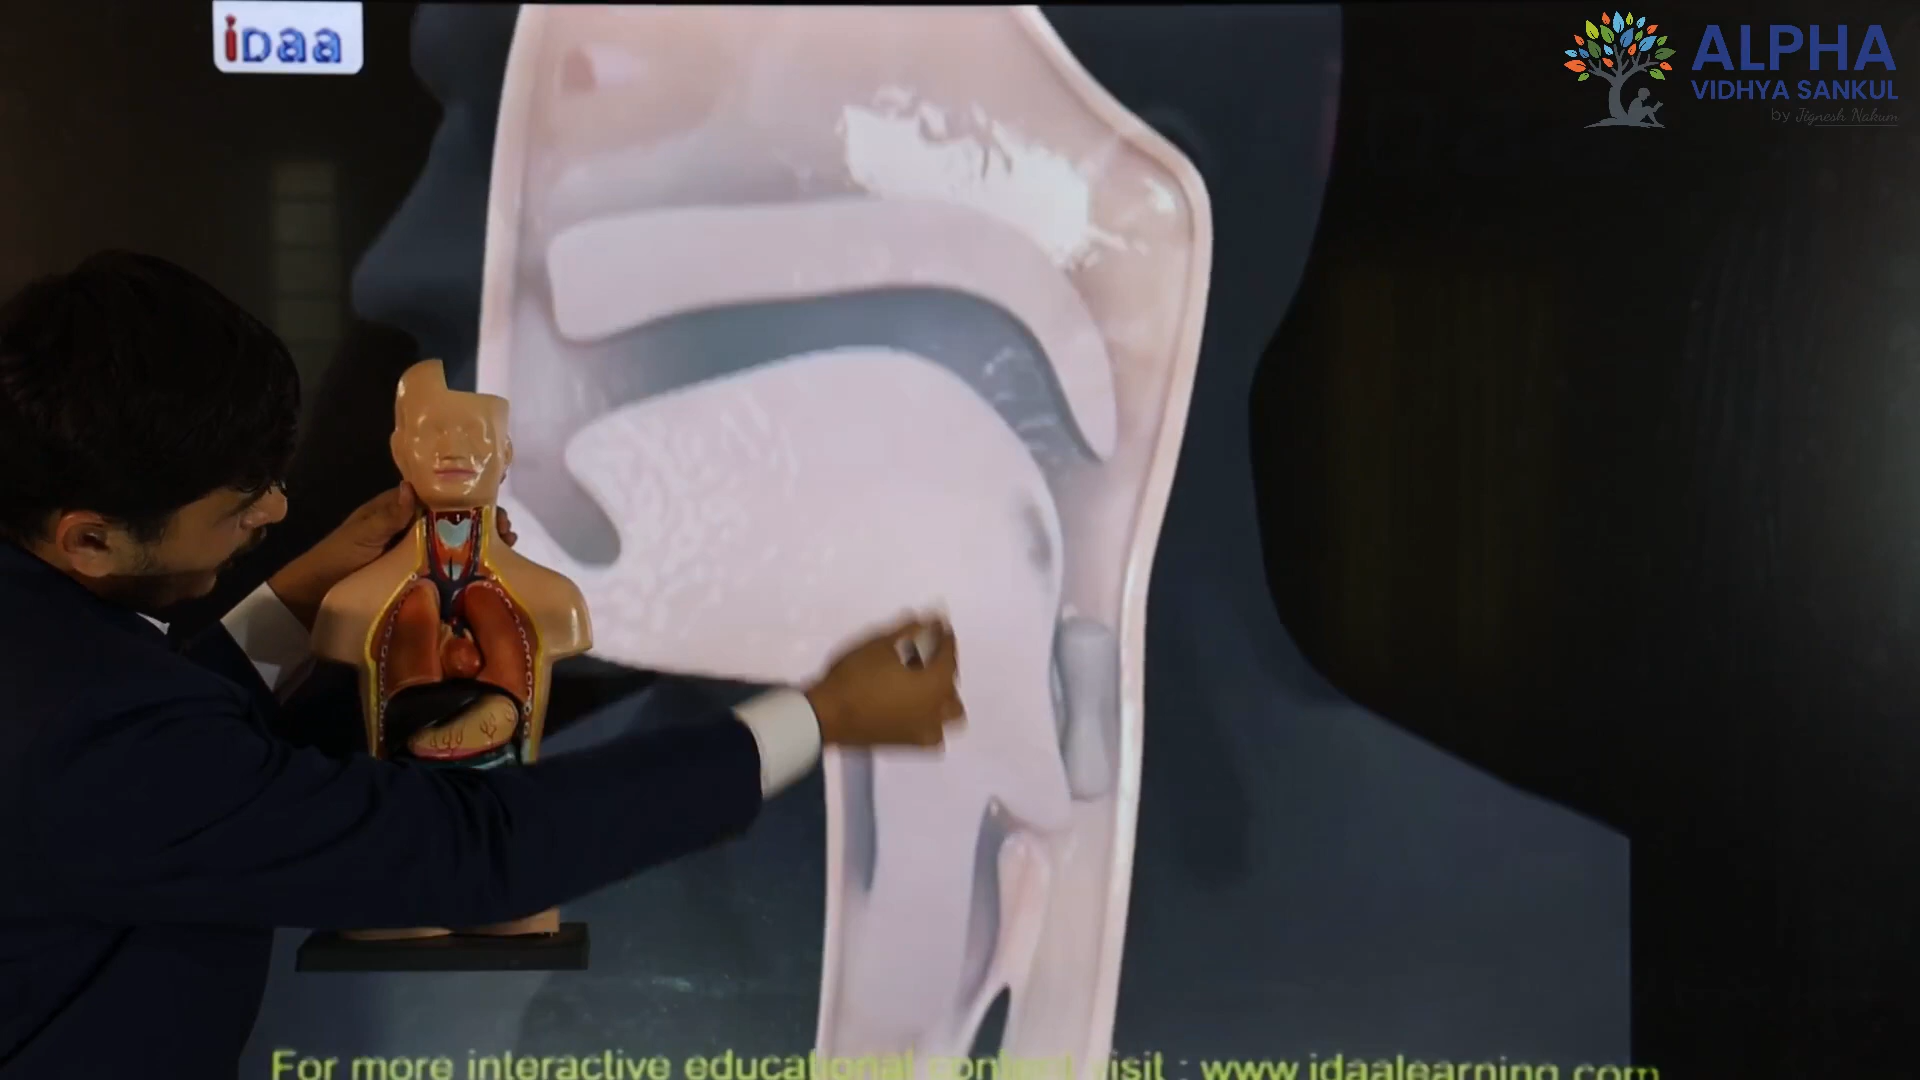 iDaa
ALPHA
VIDHYA SANKUL
by Jignesh Nakum
For more interactive educational content visit : www.idaalearning.com